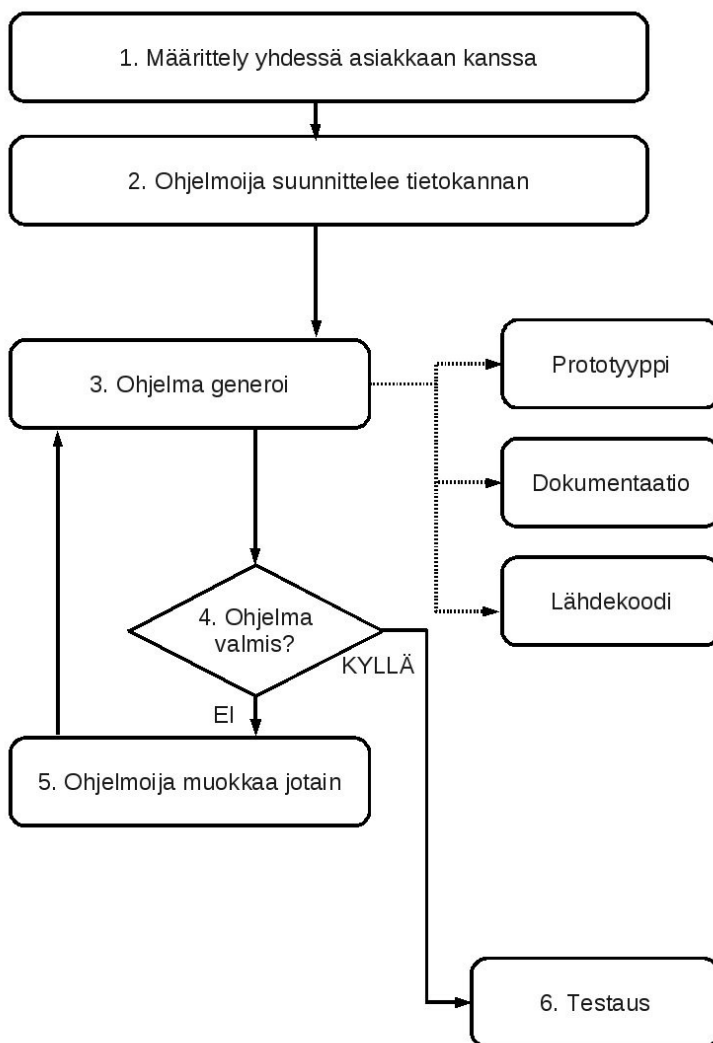 1. Määrittely yhdessä asiakkaan kanssa
2. Ohjelmoija suunnittelee tietokannan
3. Ohjelma generoi
Prototyyppi
Dokumentaatio
Lähdekoodi
4. Ohjelma
valmis?
KYLLÄ
EI
5. Ohjelmoija muokkaa jotain
6. Testaus